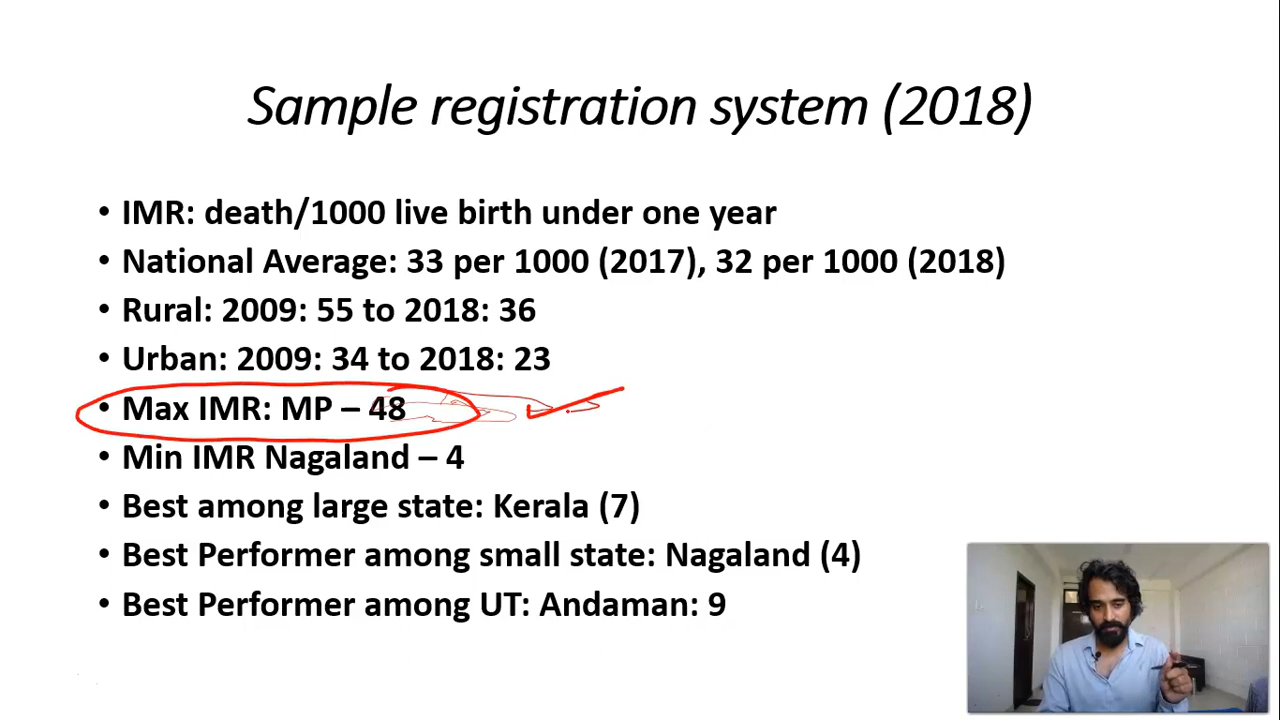 Sample registration system (2018)
• IMR: death/1000 live birth under one year
• National Average: 33 per 1000 (2017), 32 per 1000 (2018)
• Rural: 2009: 55 to 2018: 36
• Urban: 2009: 34 to 2018: 23
• Max IMR: MP – 48
• Min IMR Nagaland – 4
• Best among large state: Kerala (7)
• Best Performer among small state: Nagaland (4)
• Best Performer among UT: Andaman: 9